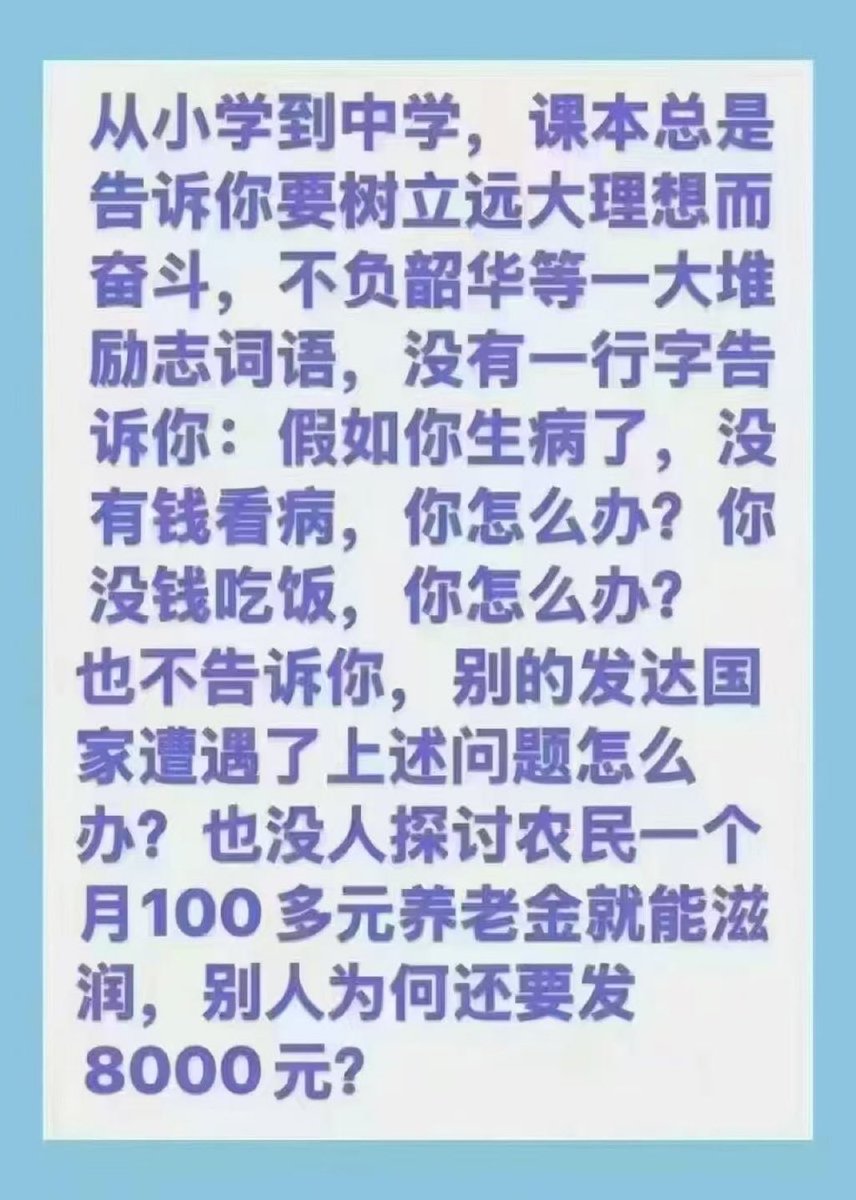 从小学到中学，课本总是
告诉你要树立远大理想而
奋斗，不负韶华等一大堆
励志词语，没有一行字告
诉你：假如你生病了，没
有钱看病，你怎么办？你
没钱吃饭，你怎么办？
也不告诉你，别的发达国
家遭遇了上述问题怎么
办？也没人探讨农民一个
月100多元养老金就能滋
润，别人为何还要发
8000元？